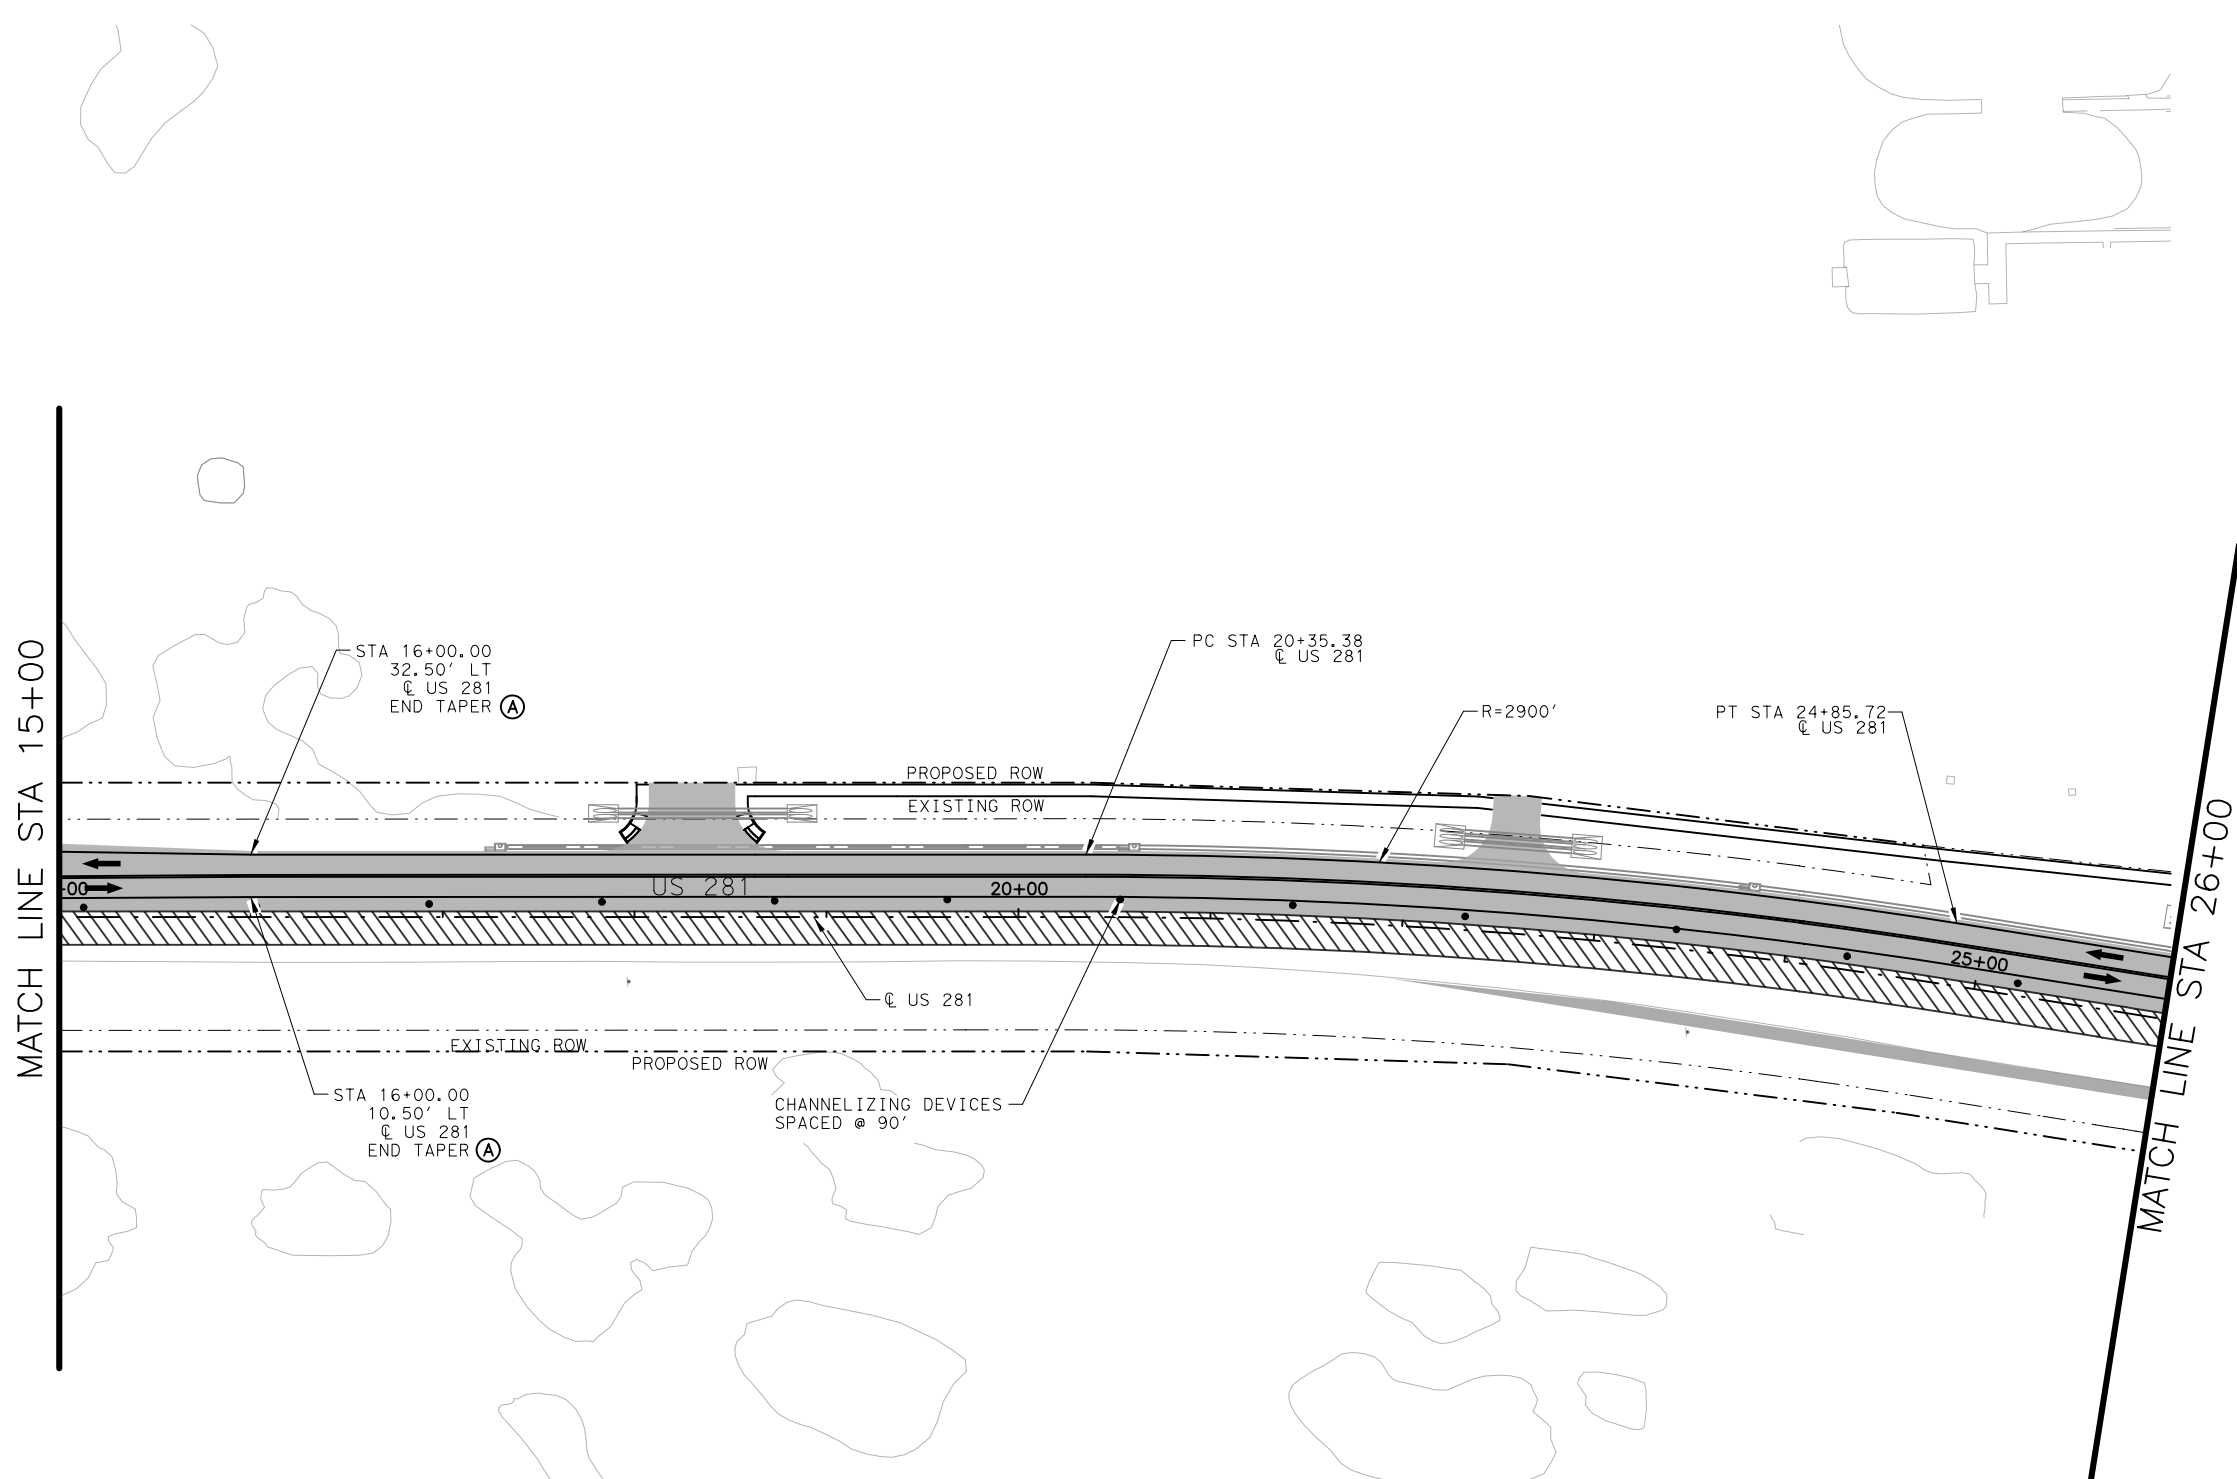 MATCH LINE STA 15+00
STA 16+00.00
32.50' LT
℄ US 281
END TAPER Ⓐ
PC STA 20+35.38
℄ US 281
R=2900'
PT STA 24+85.72
℄ US 281
PROPOSED ROW
EXISTING ROW
-00
US 281
20+00
25+00
℄ US 281
EXISTING ROW
PROPOSED ROW
STA 16+00.00
10.50' LT
℄ US 281
END TAPER Ⓐ
CHANNELIZING DEVICES
SPACED @ 90'
MATCH LINE STA 26+00